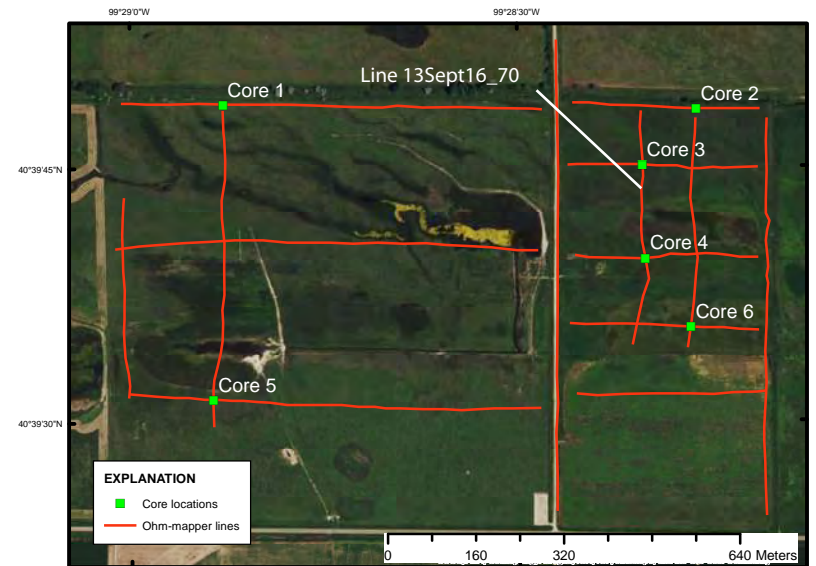 99°29'0"W
99°28'30"W
Line 13Sept16_70
Core 1
Core 2
Core 3
40°39'45"N
Core 4
Core 6
Core 5
40°39'30"N
EXPLANATION
Core locations
Ohm-mapper lines
0 160 320 640 Meters